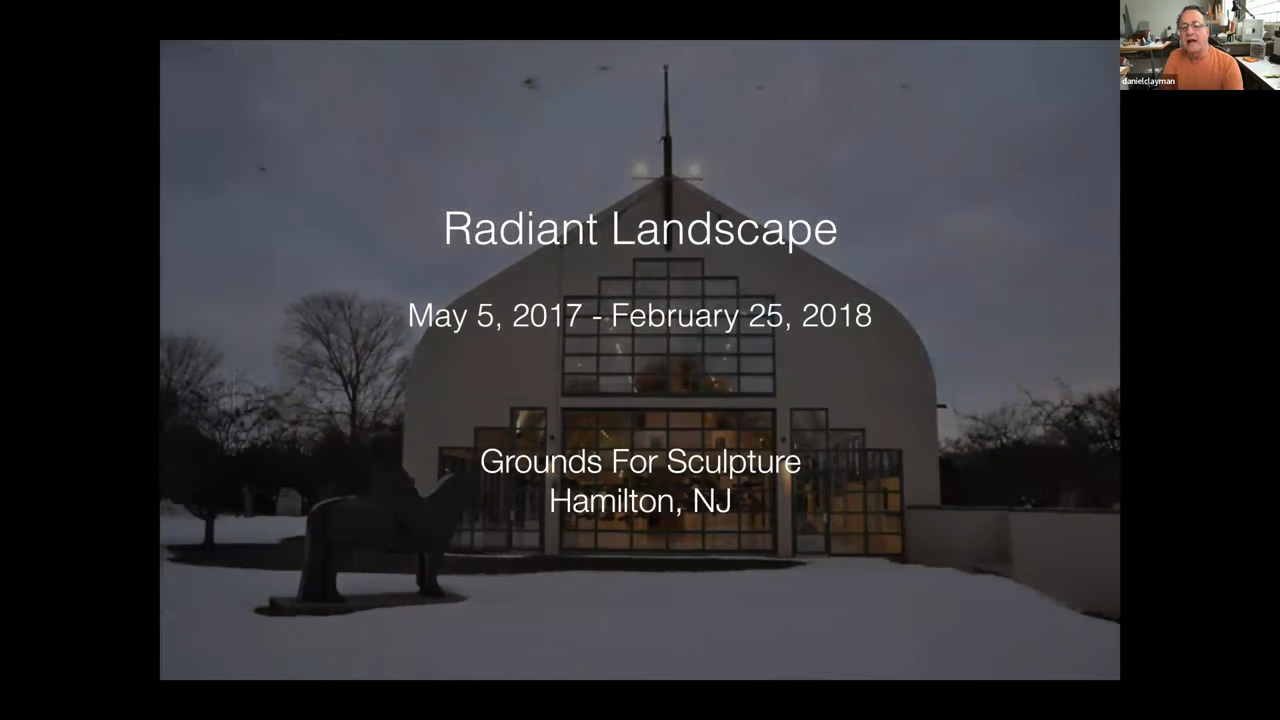 danielclayman
Radiant Landscape
May 5, 2017 - February 25, 2018
Grounds For Sculpture
Hamilton, NJ